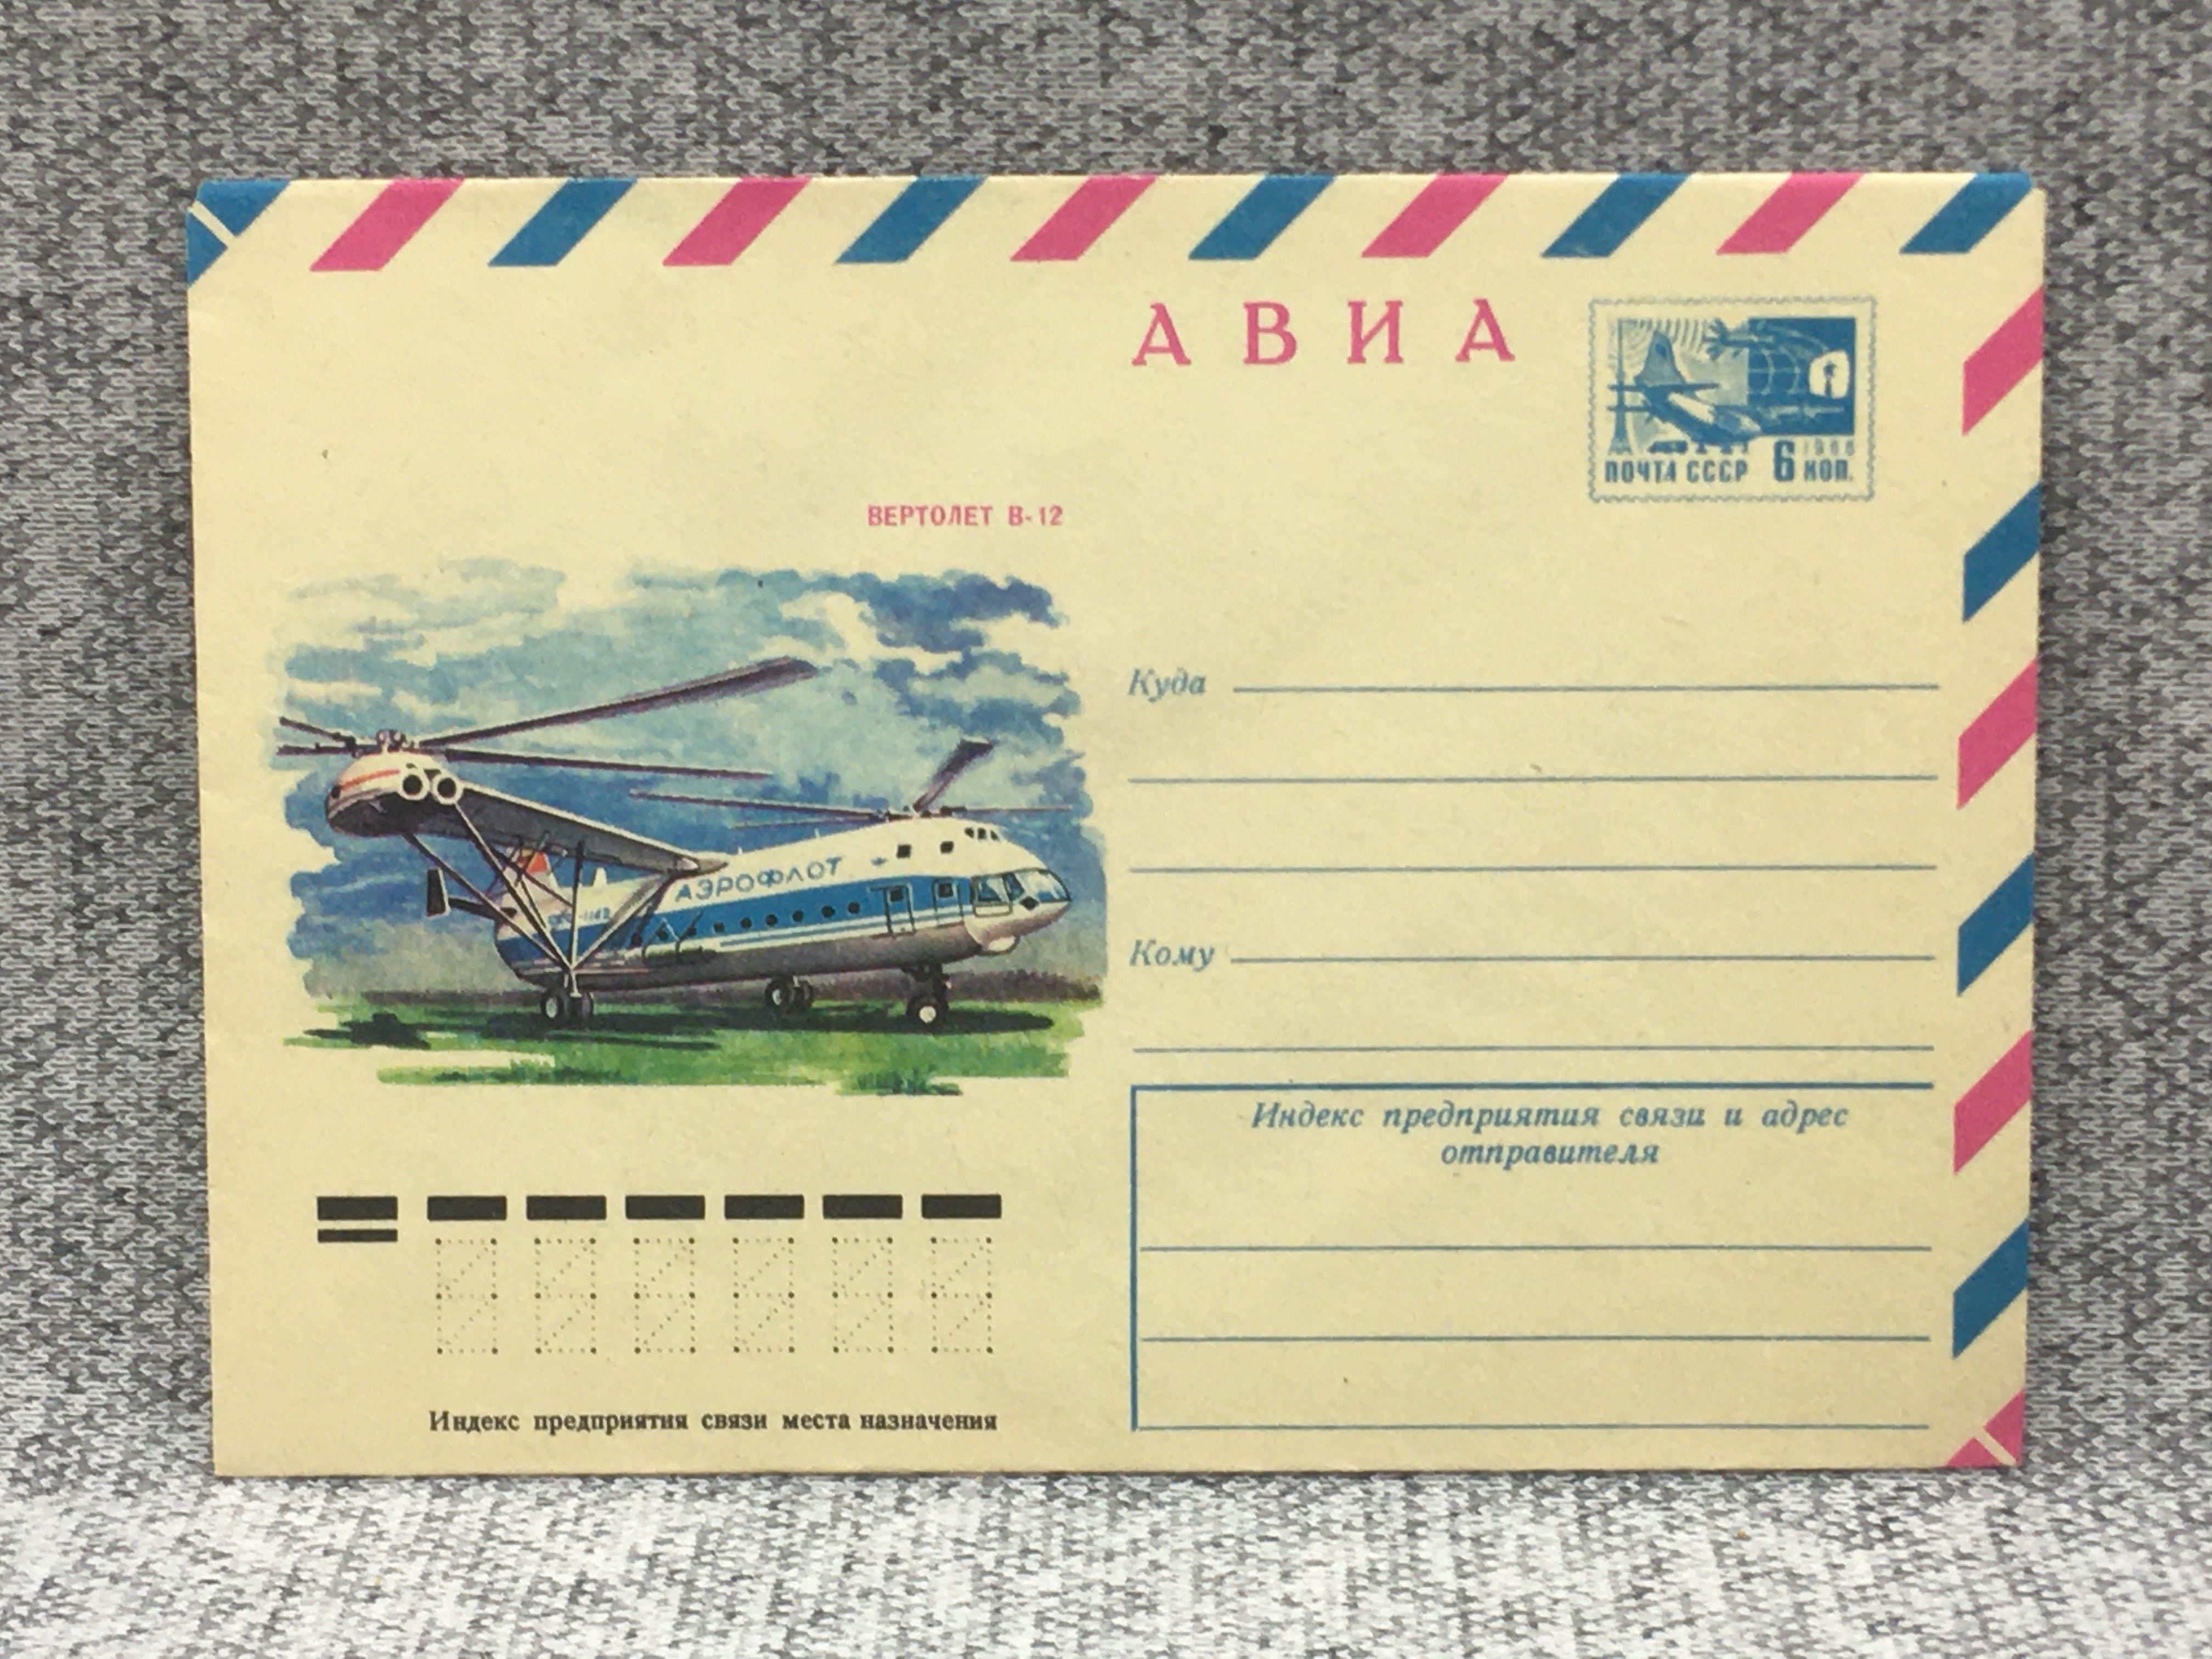 АВИА
1966
ПОЧТА СССР 6 КОП.
ВЕРТОЛЕТ В-12
АЭРОФЛОТ
Куда
Кому
Индекс предприятия связи и адрес
отправителя
Индекс предприятия связи места назначения